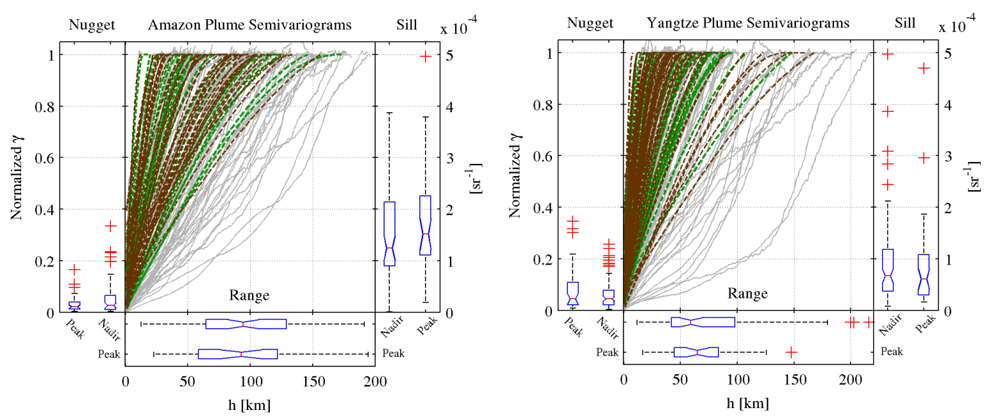 Nugget Amazon Plume Semivariograms Sill x 10^-4
1 5
0.8 4
0.6 3
0.4 2
0.2 1
0 0
Normalized γ
[sr^-1]
Range
Peak Nadir Nadir Peak
Peak Peak
0 50 100 150 200
h [km]
Nugget Yangtze Plume Semivariograms Sill x 10^-4
1 5
0.8 4
0.6 3
0.4 2
0.2 1
0 0
Normalized γ
[sr^-1]
Range
Peak Nadir Nadir Peak
Peak Peak
0 50 100 150 200
h [km]